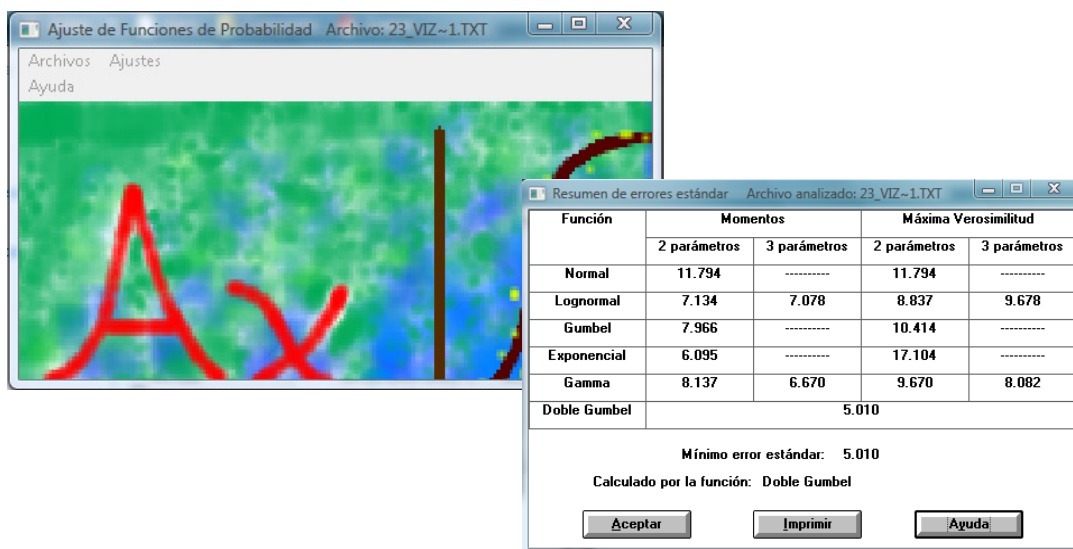 Ajuste de Funciones de Probabilidad Archivo: 23_VIZ~1.TXT
Archivos Ajustes
Ayuda
Ax
Resumen de errores estándar Archivo analizado: 23_VIZ~1.TXT
Función Momentos Máxima Verosimilitud
2 parámetros 3 parámetros 2 parámetros 3 parámetros
Normal 11.794 ---------- 11.794 ----------
Lognormal 7.134 7.078 8.837 9.678
Gumbel 7.966 ---------- 10.414 ----------
Exponencial 6.095 ---------- 17.104 ----------
Gamma 8.137 6.670 9.670 8.082
Doble Gumbel 5.010
Mínimo error estándar: 5.010
Calculado por la función: Doble Gumbel
Aceptar Imprimir Ayuda